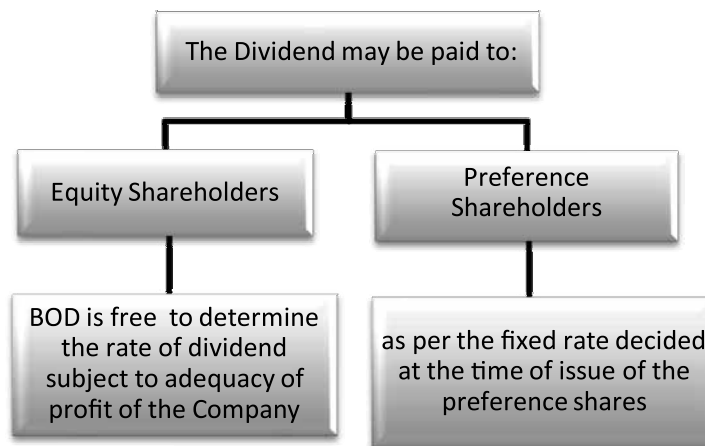 The Dividend may be paid to:
Equity Shareholders
Preference
Shareholders
BOD is free  to determine
the rate of dividend
subject to adequacy of
profit of the Company
as per the fixed rate decided
at the time of issue of the
preference shares